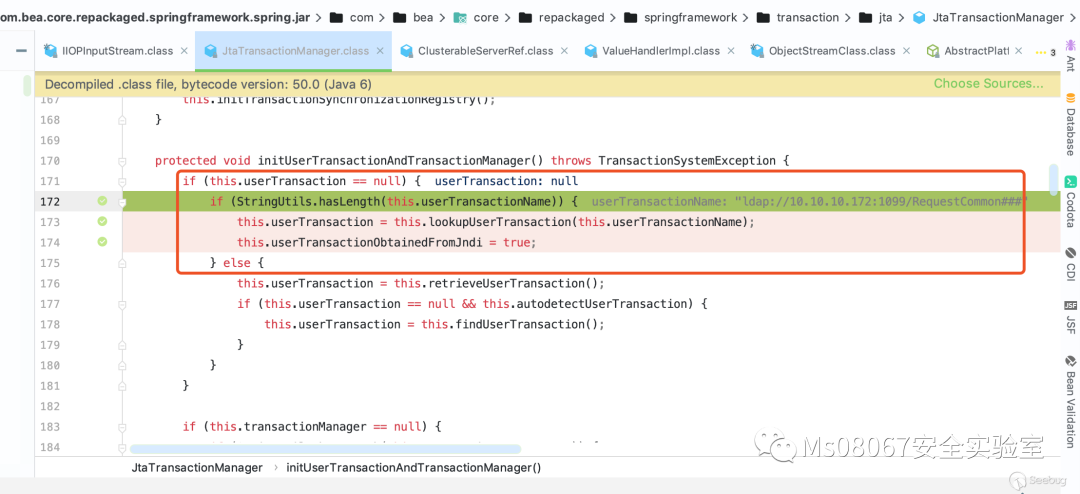 om.bea.core.repackaged.springframework.spring.jar > com > bea > core > repackaged > springframework > transaction > jta > JtaTransactionManager >
IIOPInputStream.class × JtaTransactionManager.class × ClusterableServerRef.class × ValueHandlerImpl.class × ObjectStreamClass.class × AbstractPlatf × ... 3
Decompiled .class file, bytecode version: 50.0 (Java 6) Choose Sources...
167 this.initTransactionSynchronizationRegistry();
168 }
169
170 protected void initUserTransactionAndTransactionManager() throws TransactionSystemException {
171 if (this.userTransaction == null) { userTransaction: null
172 if (StringUtils.hasLength(this.userTransactionName)) { userTransactionName: "ldap://10.10.10.172:1099/RequestCommon###"
173 this.userTransaction = this.lookupUserTransaction(this.userTransactionName);
174 this.userTransactionObtainedFromJndi = true;
175 } else {
176 this.userTransaction = this.retrieveUserTransaction();
177 if (this.userTransaction == null && this.autodetectUserTransaction) {
178 this.userTransaction = this.findUserTransaction();
179 }
180 }
181 }
182
183 if (this.transactionManager == null) {
184
JtaTransactionManager > initUserTransactionAndTransactionManager()
Ant
Database
Codota
CDI
JSF
JSF
Bean Validation
Ms08067安全实验室
Seebug